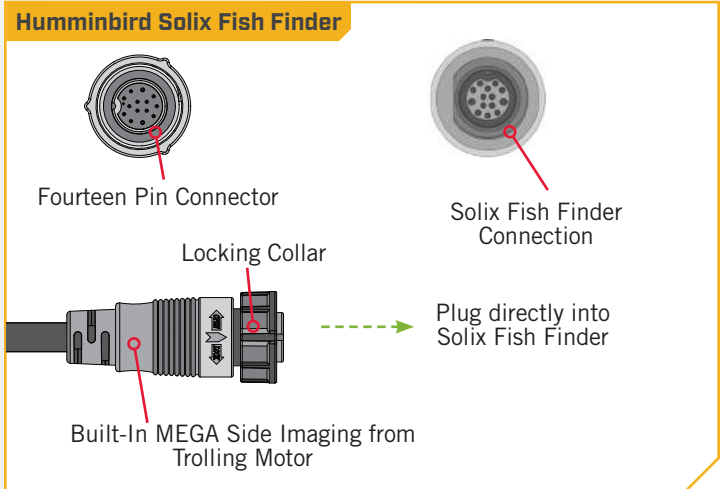 Humminbird Solix Fish Finder
Fourteen Pin Connector
Solix Fish Finder
Connection
Locking Collar
Plug directly into
Solix Fish Finder
Built-In MEGA Side Imaging from
Trolling Motor